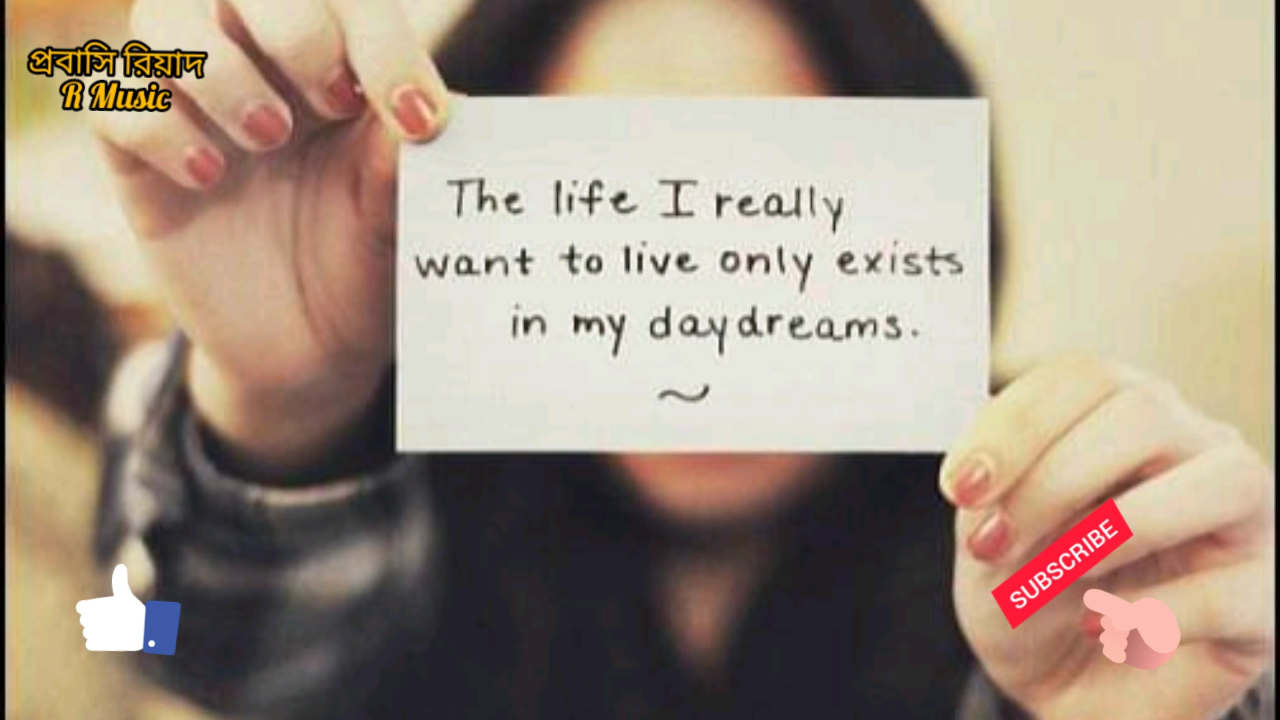 প্রবাসি রিয়াদ
R Music
The life I really
want to live only exists
in my daydreams.
~
SUBSCRIBE